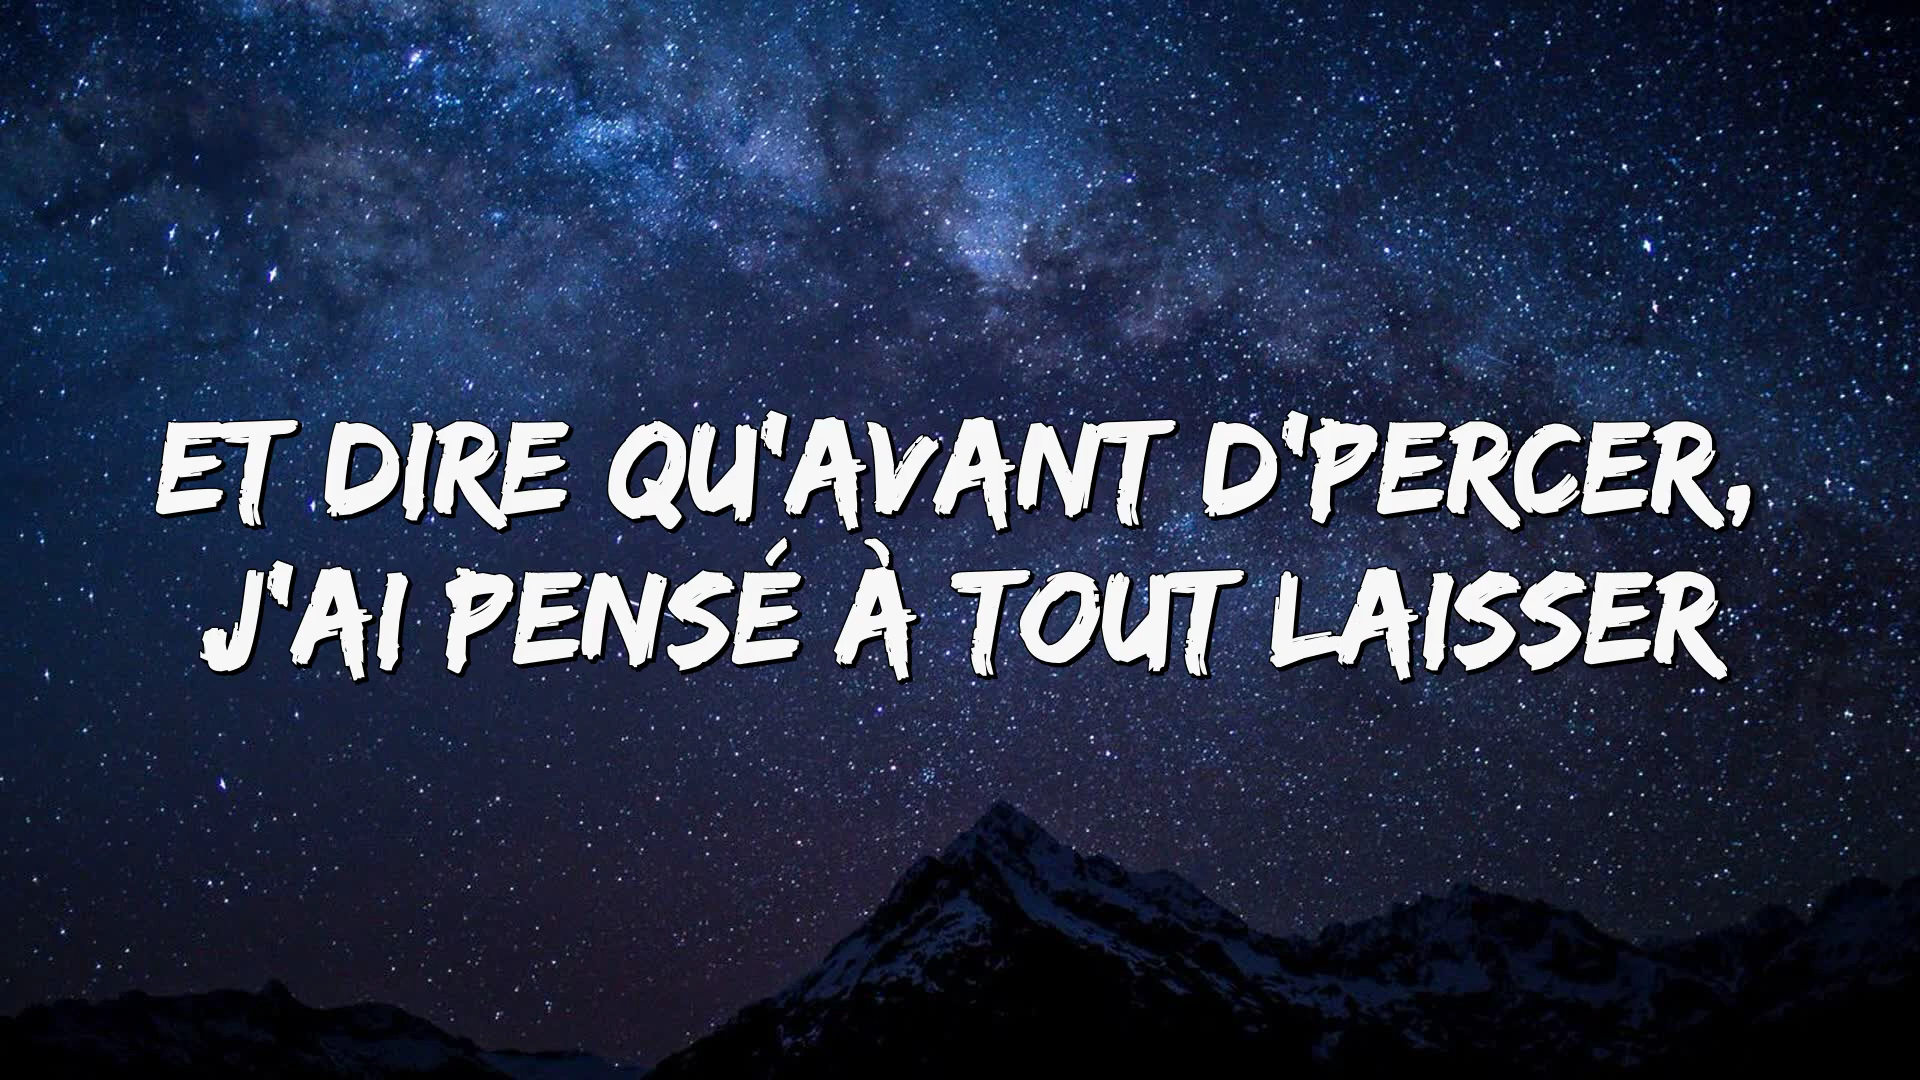 ET DIRE QU'AVANT D'PERCER,
J'AI PENSÉ À TOUT LAISSER